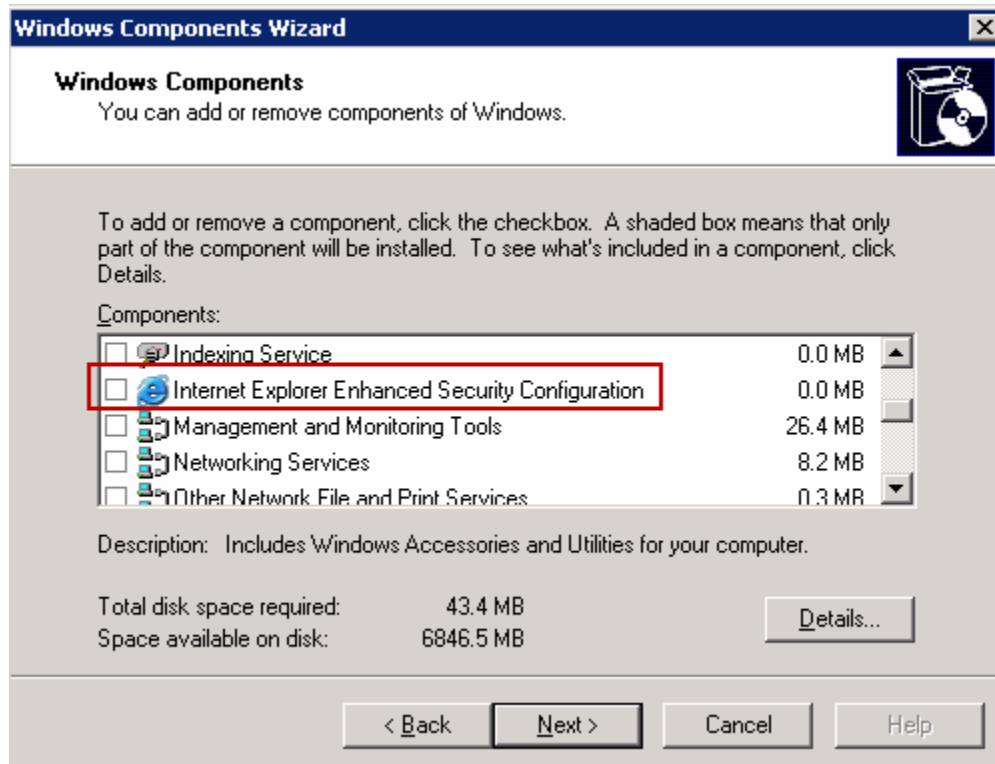 Windows Components Wizard
Windows Components
You can add or remove components of Windows.
To add or remove a component, click the checkbox. A shaded box means that only
part of the component will be installed. To see what's included in a component, click
Details.
Components:
Indexing Service 0.0 MB
Internet Explorer Enhanced Security Configuration 0.0 MB
Management and Monitoring Tools 26.4 MB
Networking Services 8.2 MB
Other Network File and Print Services 0.3 MB
Description: Includes Windows Accessories and Utilities for your computer.
Total disk space required: 43.4 MB
Space available on disk: 6846.5 MB
Details...
< Back Next > Cancel Help